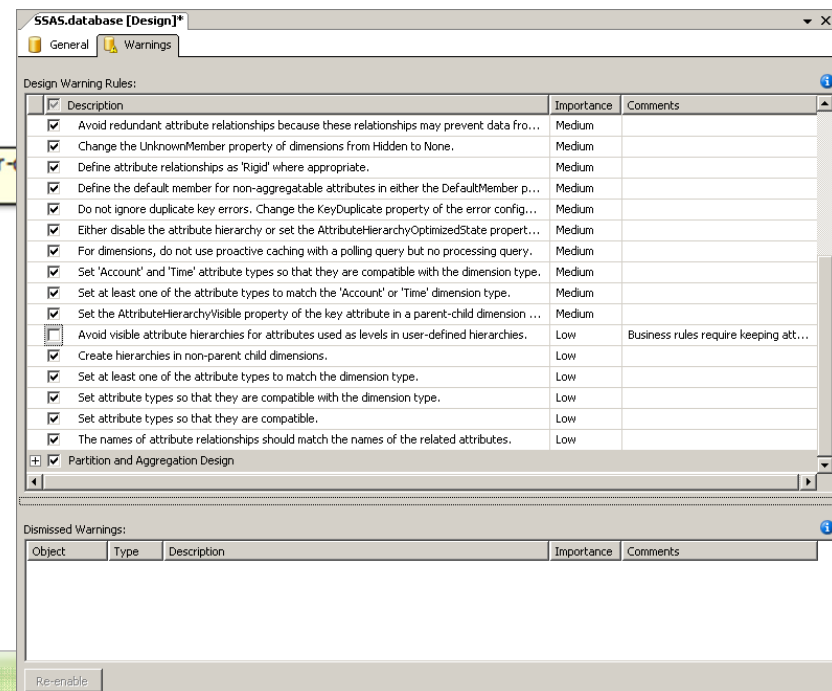 SSAS.database [Design]*
General Warnings
Design Warning Rules:
Description Importance Comments
Avoid redundant attribute relationships because these relationships may prevent data fro... Medium
Change the UnknownMember property of dimensions from Hidden to None. Medium
Define attribute relationships as 'Rigid' where appropriate. Medium
Define the default member for non-aggregatable attributes in either the DefaultMember p... Medium
Do not ignore duplicate key errors. Change the KeyDuplicate property of the error config... Medium
Either disable the attribute hierarchy or set the AttributeHierarchyOptimizedState propert... Medium
For dimensions, do not use proactive caching with a polling query but no processing query. Medium
Set 'Account' and 'Time' attribute types so that they are compatible with the dimension type. Medium
Set at least one of the attribute types to match the 'Account' or 'Time' dimension type. Medium
Set the AttributeHierarchyVisible property of the key attribute in a parent-child dimension ... Medium
Avoid visible attribute hierarchies for attributes used as levels in user-defined hierarchies. Low Business rules require keeping att...
Create hierarchies in non-parent child dimensions. Low
Set at least one of the attribute types to match the dimension type. Low
Set attribute types so that they are compatible with the dimension type. Low
Set attribute types so that they are compatible. Low
The names of attribute relationships should match the names of the related attributes. Low
Partition and Aggregation Design
Dismissed Warnings:
Object Type Description Importance Comments
Re-enable